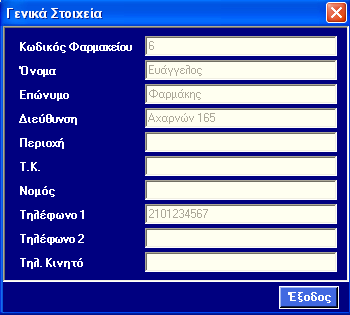 Γενικά Στοιχεία
Κωδικός Φαρμακείου 6
Όνομα Ευάγγελος
Επώνυμο Φαρμάκης
Διεύθυνση Αχαρνών 165
Περιοχή
Τ.Κ.
Νομός
Τηλέφωνο 1 2101234567
Τηλέφωνο 2
Τηλ. Κινητό
Έξοδος